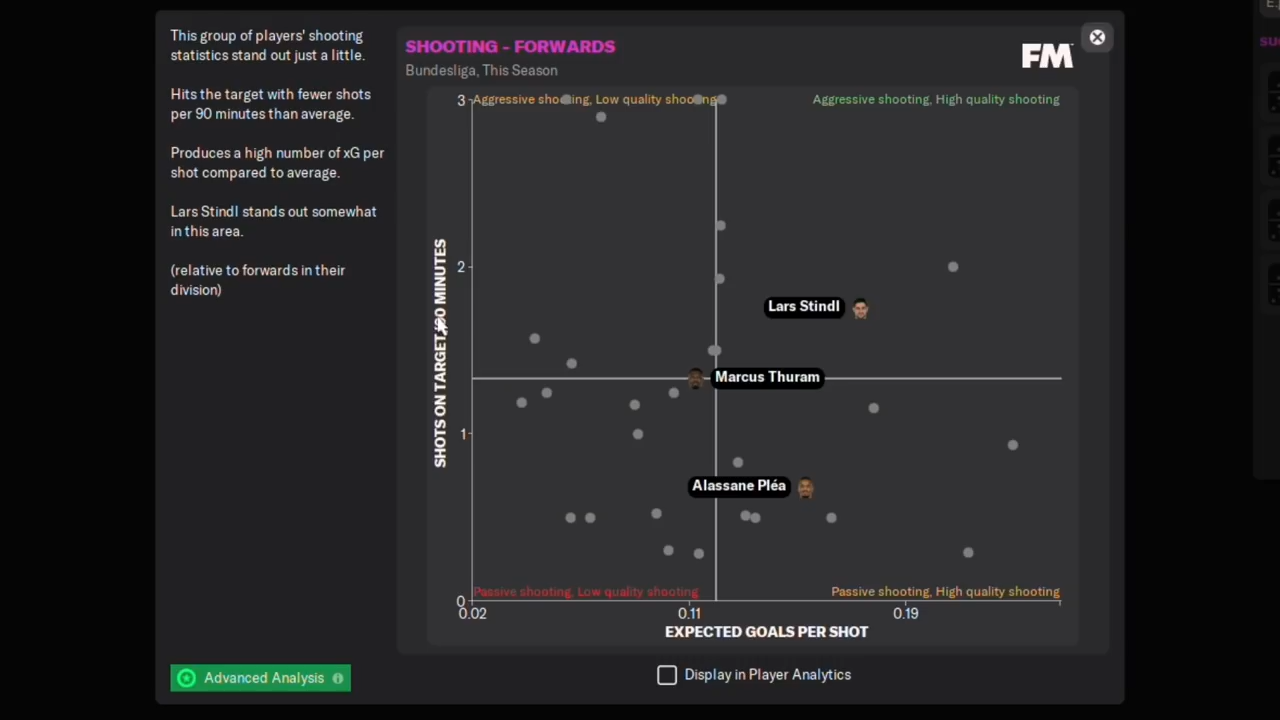 This group of players' shooting
statistics stand out just a little.
Hits the target with fewer shots
per 90 minutes than average.
Produces a high number of xG per
shot compared to average.
Lars Stindl stands out somewhat
in this area.
(relative to forwards in their
division)
Advanced Analysis
SHOOTING - FORWARDS
Bundesliga, This Season
FM
Aggressive shooting, Low quality shooting
Aggressive shooting, High quality shooting
3
2
1
0
SHOTS ON TARGET/90 MINUTES
Lars Stindl
Marcus Thuram
Alassane Pléa
Passive shooting, Low quality shooting
Passive shooting, High quality shooting
0.02
0.11
0.19
EXPECTED GOALS PER SHOT
Display in Player Analytics